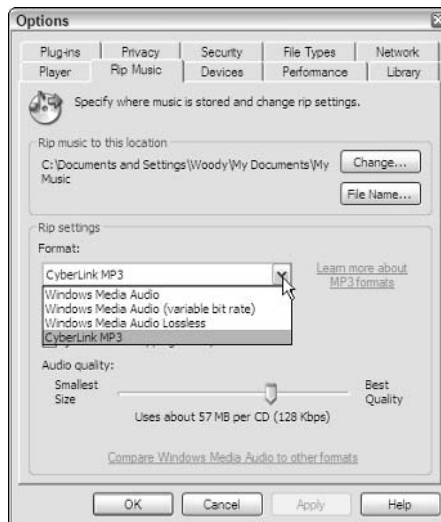 Options
Plug-ins Privacy Security File Types Network
Player Rip Music Devices Performance Library
Specify where music is stored and change rip settings.
Rip music to this location
C:\Documents and Settings\Woody\My Documents\My
Music
Change...
File Name...
Rip settings
Format:
CyberLink MP3
Learn more about
MP3 formats
Windows Media Audio
Windows Media Audio (variable bit rate)
Windows Media Audio Lossless
CyberLink MP3
Audio quality:
Smallest
Size
Best
Quality
Uses about 57 MB per CD (128 Kbps)
Compare Windows Media Audio to other formats
OK Cancel Apply Help